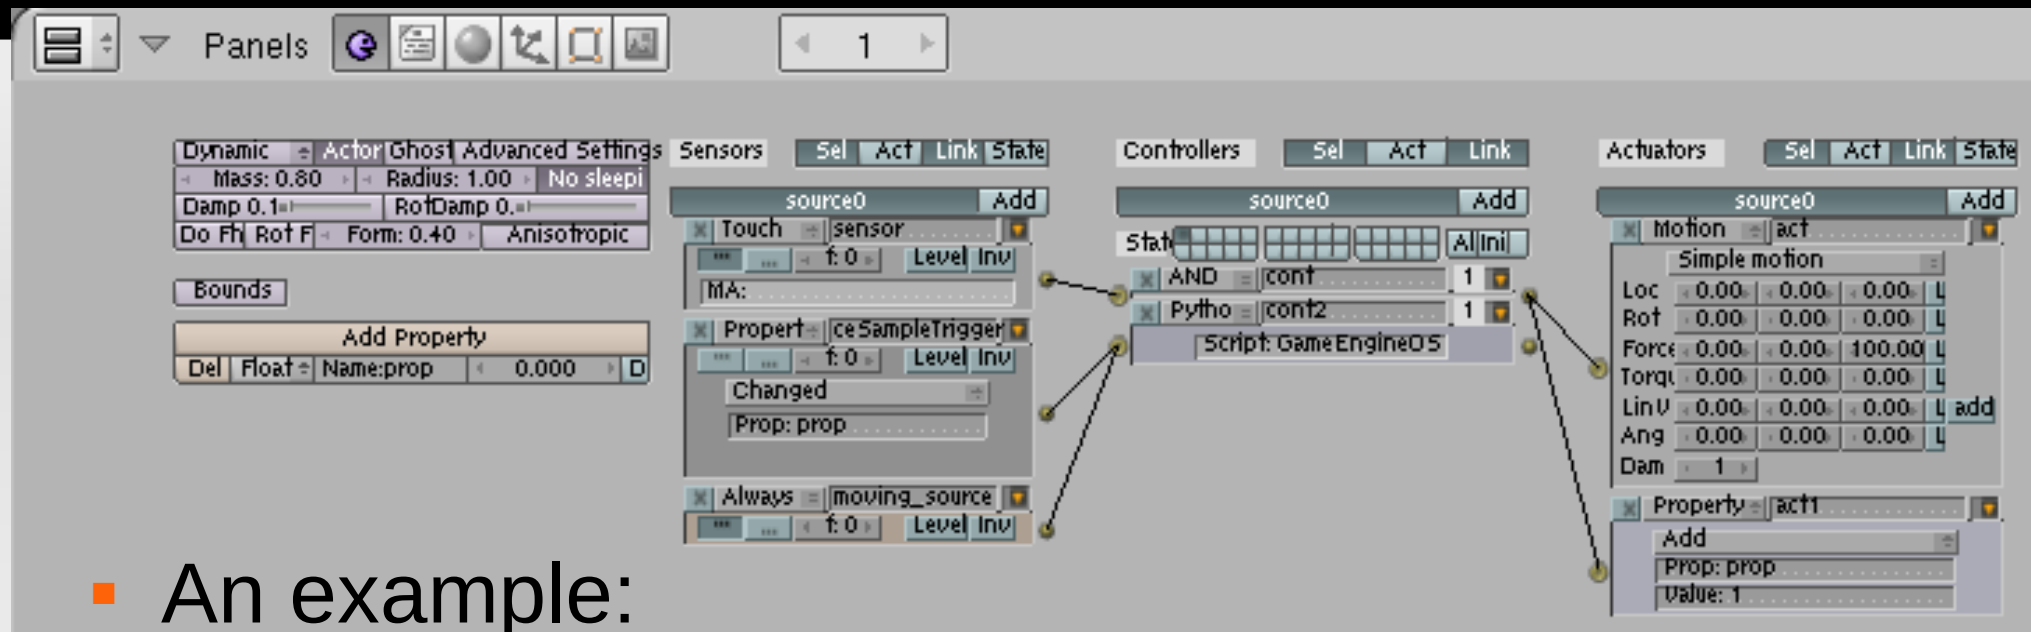 Panels 1
Dynamic Actor Ghost Advanced Settings
Mass: 0.80 Radius: 1.00 No sleepi
Damp 0.1 RotDamp 0.
Do Fh Rot F Form: 0.40 Anisotropic
Bounds
Add Property
Del Float Name:prop 0.000 D
Sensors Sel Act Link State
source0 Add
Touch sensor
f: 0 Level Inv
MA:
Propert ceSampleTrigger
f: 0 Level Inv
Changed
Prop: prop
Always moving_source
f: 0 Level Inv
Controllers Sel Act Link
source0 Add
Stat Al Ini
AND cont 1
Pytho cont2 1
Script: GameEngineOS
Actuators Sel Act Link State
source0 Add
Motion act
Simple motion
Loc 0.00 0.00 0.00 L
Rot 0.00 0.00 0.00 L
Force 0.00 0.00 100.00 L
Torqu 0.00 0.00 0.00 L
LinV 0.00 0.00 0.00 L add
Ang 0.00 0.00 0.00 L
Dam 1
Property act1
Add
Prop: prop
Value: 1
An example: